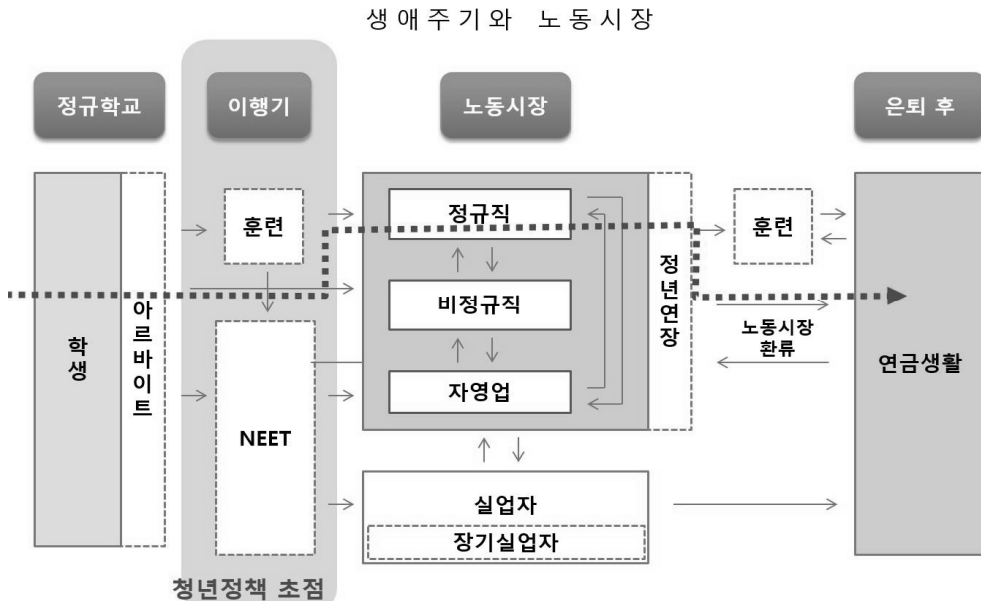 생애주기와 노동시장
정규학교
이행기
노동시장
은퇴 후
학생
아르바이트
훈련
NEET
청년정책 초점
정규직
비정규직
자영업
정년연장
실업자
장기실업자
훈련
노동시장
환류
연금생활